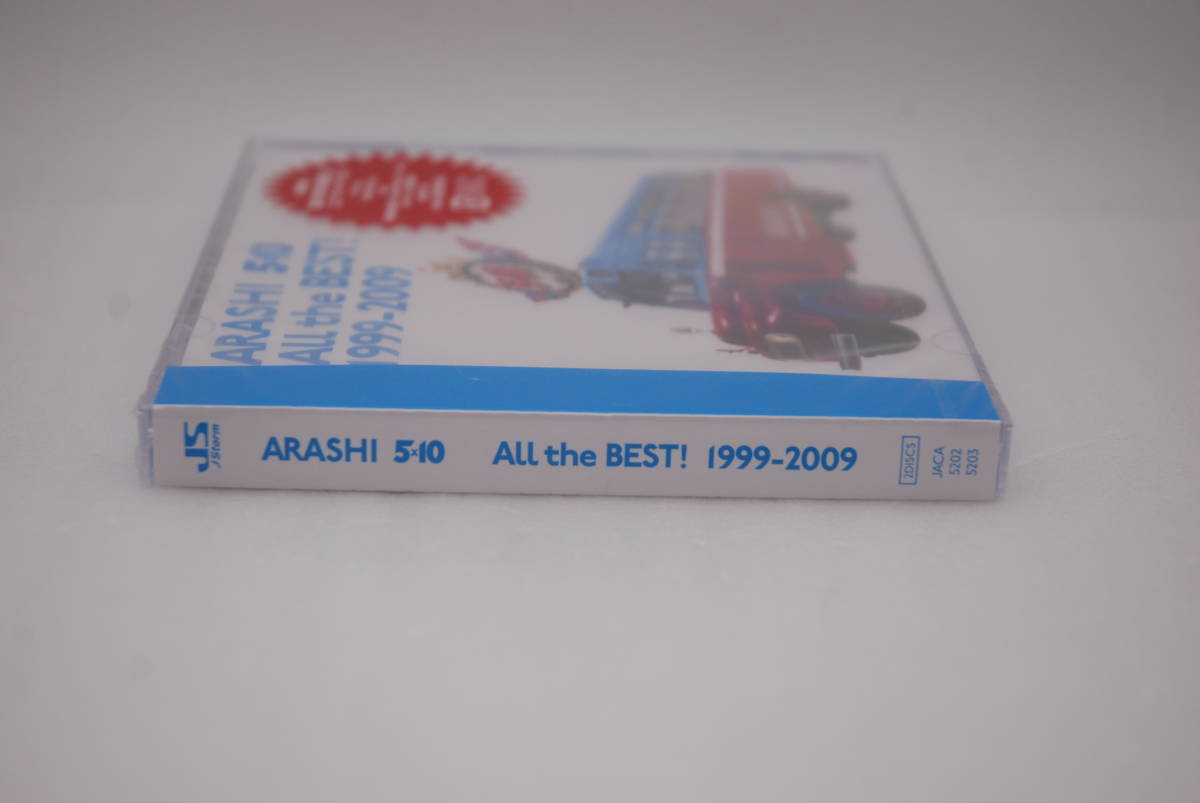 ARASHI 5×10
All the BEST!
1999-2009
JS
J Storm
ARASHI 5×10 All the BEST! 1999-2009
2DISCS
JACA
5202
5203